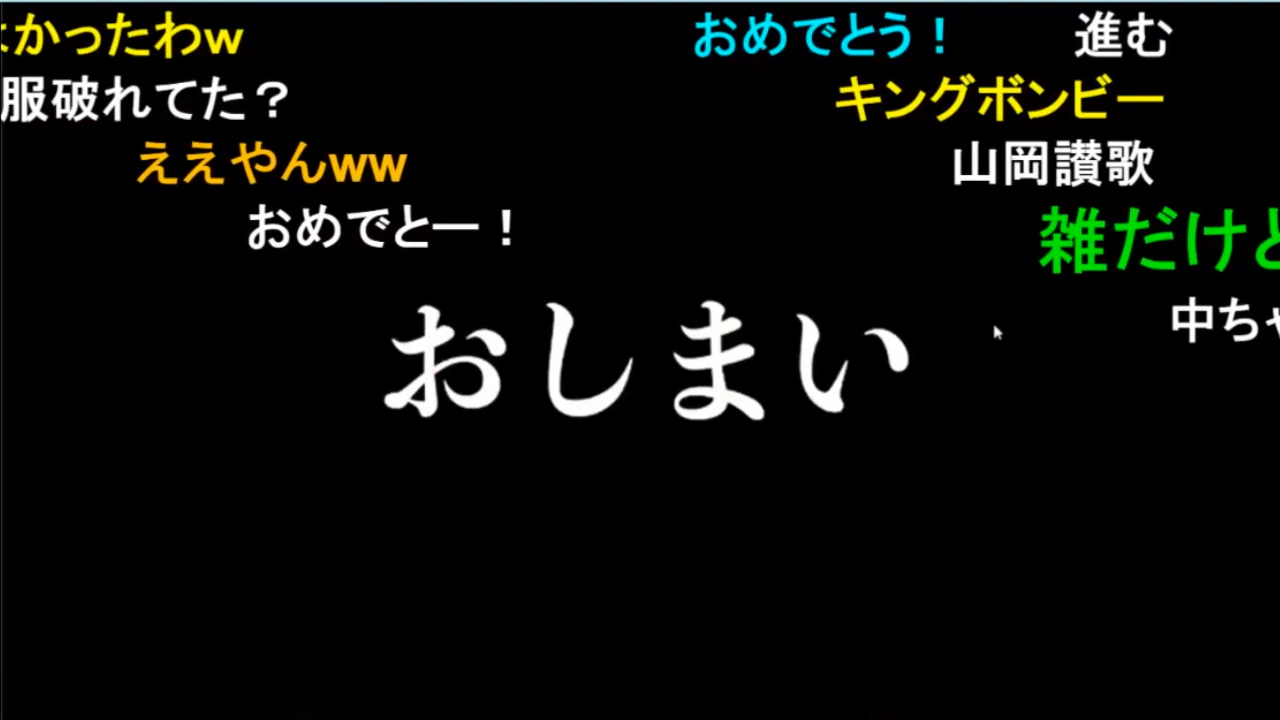 かったわw
おめでとう！
進む
服破れてた？
キングボンビー
ええやんww
山岡讃歌
おめでとー！
雑だけど
中ちゃ
おしまい